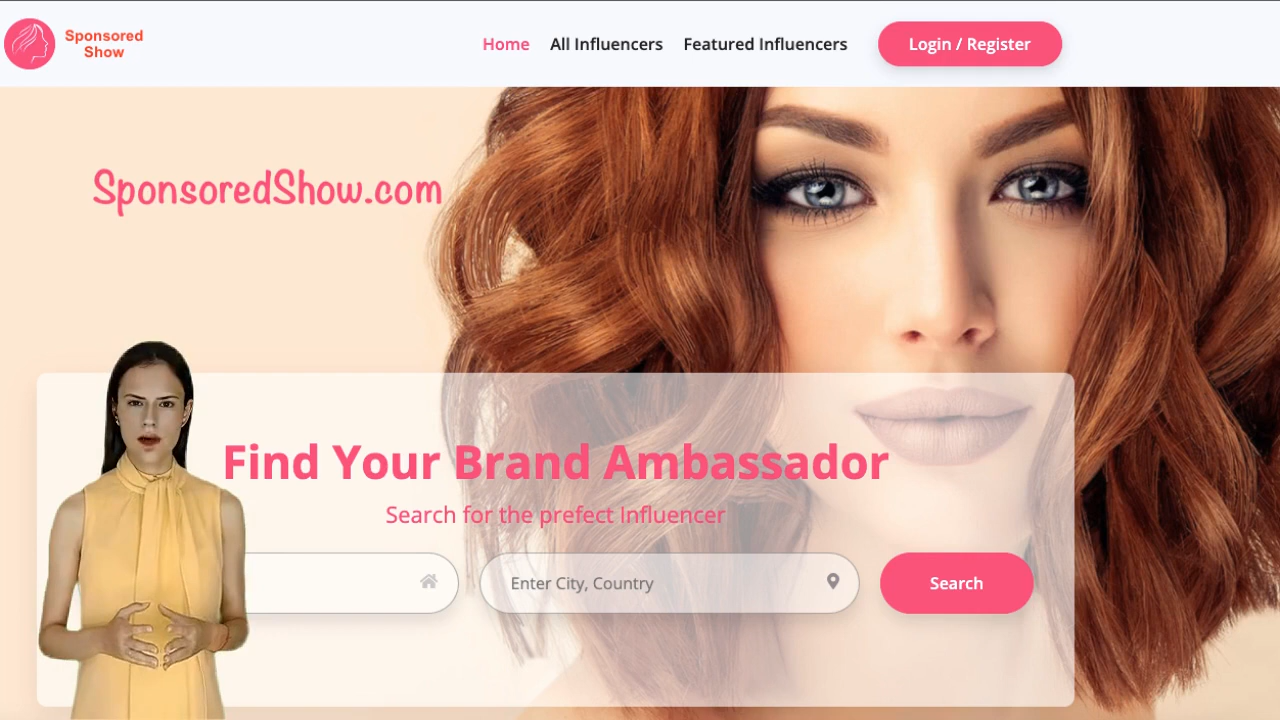 Sponsored
Show
Home
All Influencers
Featured Influencers
Login / Register
SponsoredShow.com
Find Your Brand Ambassador
Search for the prefect Influencer
Enter City, Country
Search